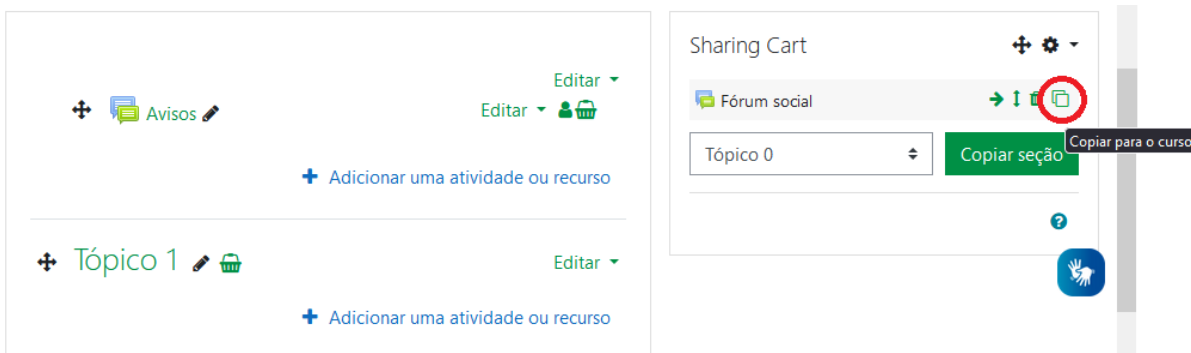 Editar
Avisos
Editar
Adicionar uma atividade ou recurso
Tópico 1
Editar
Adicionar uma atividade ou recurso
Sharing Cart
Fórum social
Tópico 0
Copiar seção
Copiar para o curso